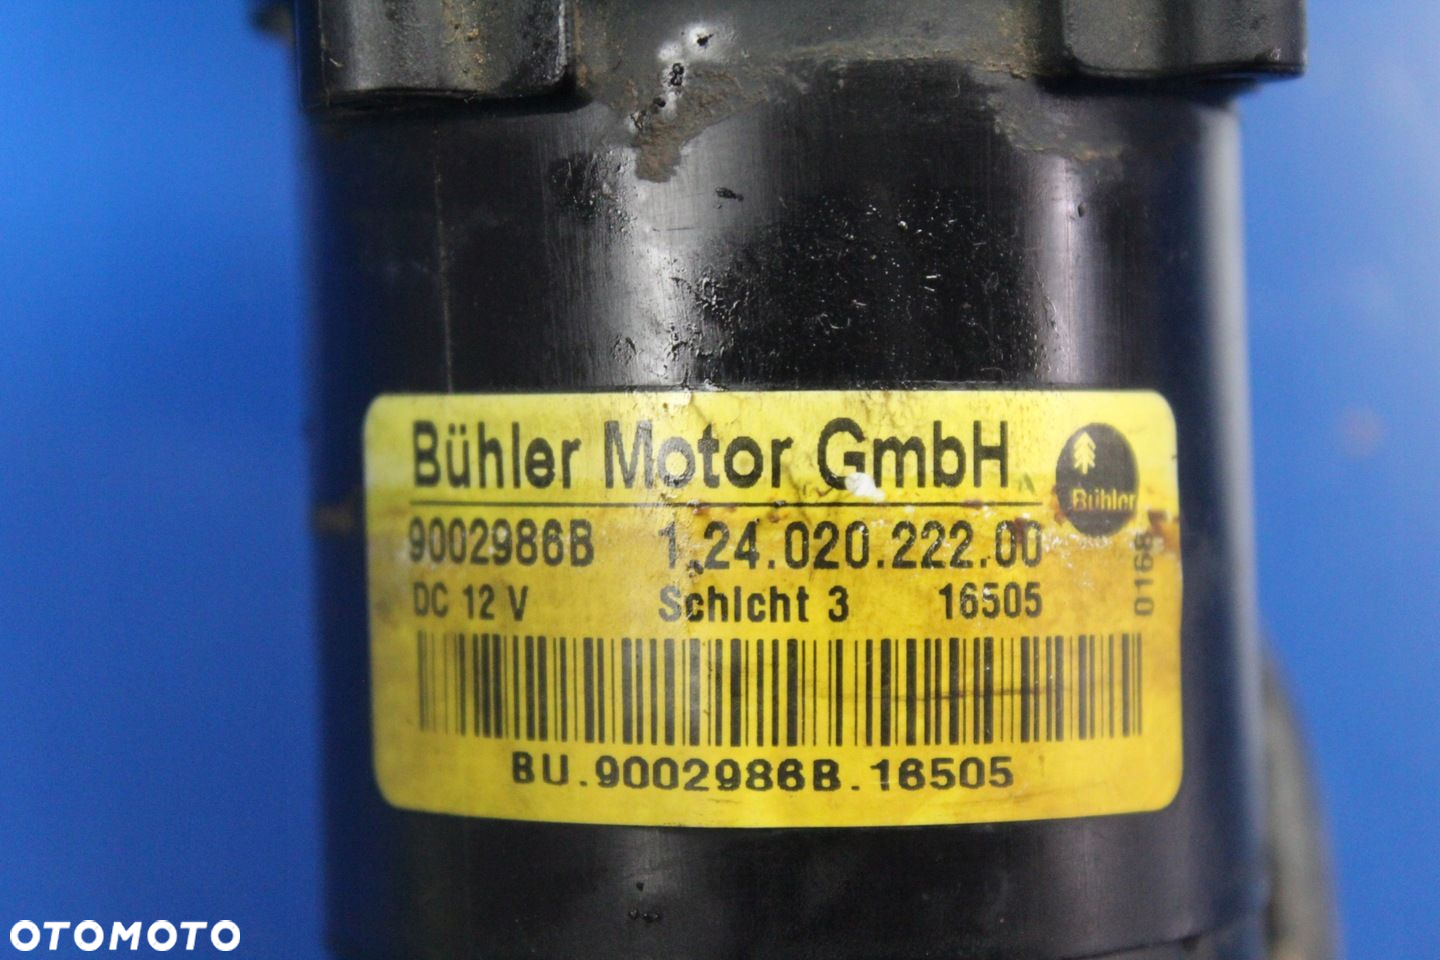 Bühler Motor GmbH
Bühler
9002986B 1.24.020.222.00
DC 12 V Schicht 3 16505
0168
BU.9002986B.16505
OTOMOTO